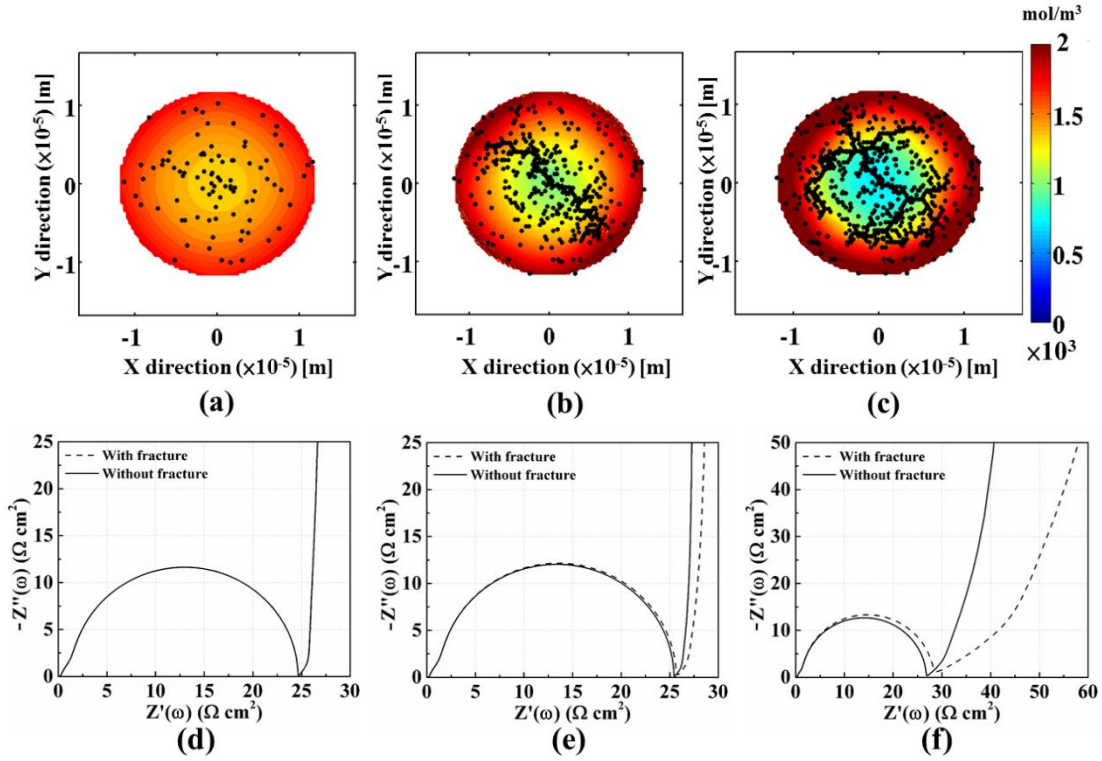 mol/m³
2
1.5
1
0.5
0
×10³
Y direction (×10⁻⁵) [m]
1
0
-1
-1 0 1
X direction (×10⁻⁵) [m]
(a)
Y direction (×10⁻⁵) [m]
1
0
-1
-1 0 1
X direction (×10⁻⁵) [m]
(b)
Y direction (×10⁻⁵) [m]
1
0
-1
-1 0 1
X direction (×10⁻⁵) [m]
(c)
-Z''(ω) (Ω cm²)
25
20
15
10
5
0
With fracture
Without fracture
0 5 10 15 20 25 30
Z'(ω) (Ω cm²)
(d)
-Z''(ω) (Ω cm²)
25
20
15
10
5
0
With fracture
Without fracture
0 5 10 15 20 25 30
Z'(ω) (Ω cm²)
(e)
-Z''(ω) (Ω cm²)
50
40
30
20
10
0
With fracture
Without fracture
0 10 20 30 40 50 60
Z'(ω) (Ω cm²)
(f)